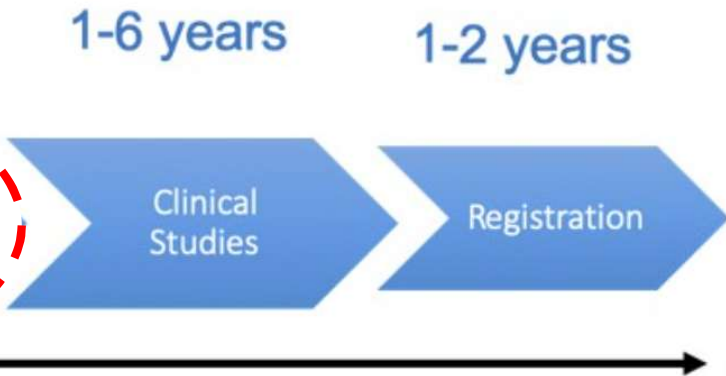 1-6 years
1-2 years
Clinical
Studies
Registration